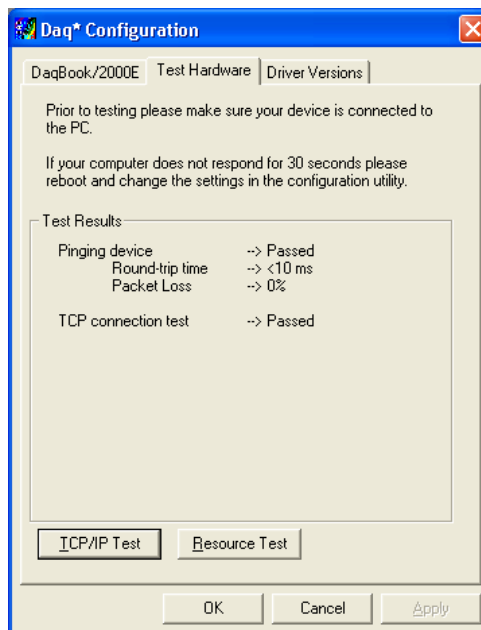 Daq* Configuration
DaqBook/2000E Test Hardware Driver Versions
Prior to testing please make sure your device is connected to
the PC.
If your computer does not respond for 30 seconds please
reboot and change the settings in the configuration utility.
Test Results
Pinging device --> Passed
Round-trip time --> <10 ms
Packet Loss --> 0%
TCP connection test --> Passed
TCP/IP Test Resource Test
OK Cancel Apply